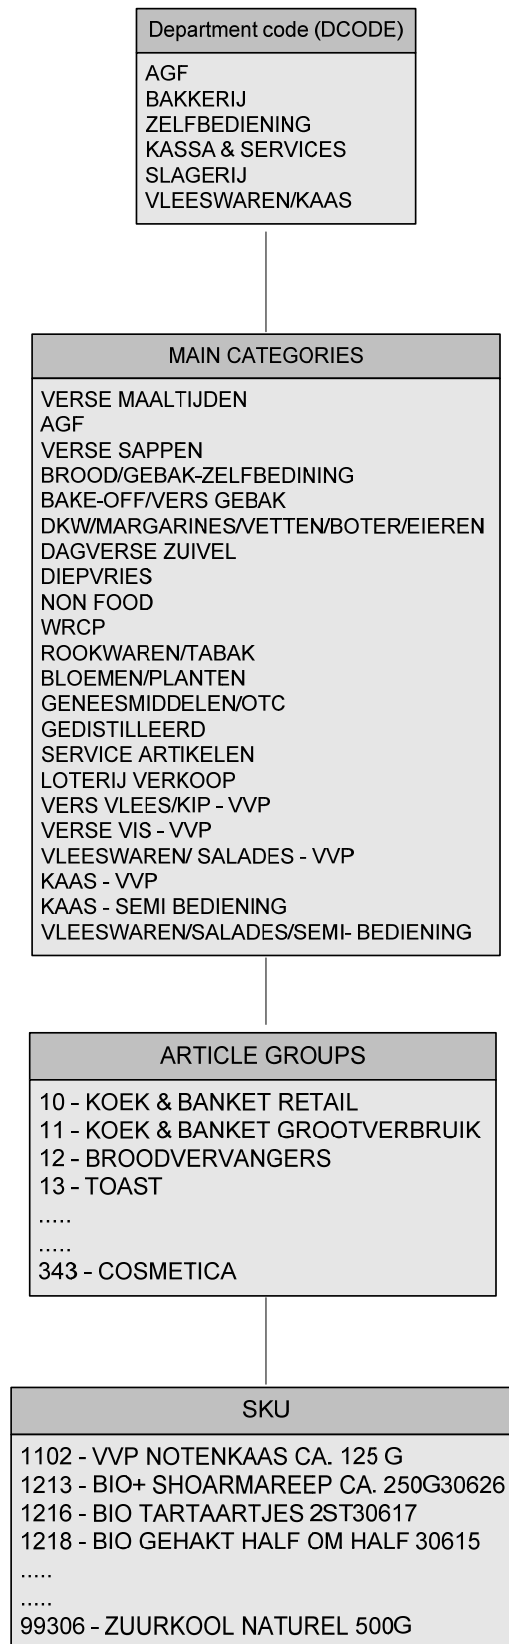 Department code (DCODE)
AGF
BAKKERIJ
ZELFBEDIENING
KASSA & SERVICES
SLAGERIJ
VLEESWAREN/KAAS
MAIN CATEGORIES
VERSE MAALTIJDEN
AGF
VERSE SAPPEN
BROOD/GEBAK-ZELFBEDINING
BAKE-OFF/VERS GEBAK
DKW/MARGARINES/VETTEN/BOTER/EIEREN
DAGVERSE ZUIVEL
DIEPVRIES
NON FOOD
WRCP
ROOKWAREN/TABAK
BLOEMEN/PLANTEN
GENEESMIDDELEN/OTC
GEDISTILLEERD
SERVICE ARTIKELEN
LOTERIJ VERKOOP
VERS VLEES/KIP - VVP
VERSE VIS - VVP
VLEESWAREN/ SALADES - VVP
KAAS - VVP
KAAS - SEMI BEDIENING
VLEESWAREN/SALADES/SEMI- BEDIENING
ARTICLE GROUPS
10 - KOEK & BANKET RETAIL
11 - KOEK & BANKET GROOTVERBRUIK
12 - BROODVERVANGERS
13 - TOAST
.....
.....
343 - COSMETICA
SKU
1102 - VVP NOTENKAAS CA. 125 G
1213 - BIO+ SHOARMAREEP CA. 250G30626
1216 - BIO TARTAARTJES 2ST30617
1218 - BIO GEHAKT HALF OM HALF 30615
.....
.....
99306 - ZUURKOOL NATUREL 500G